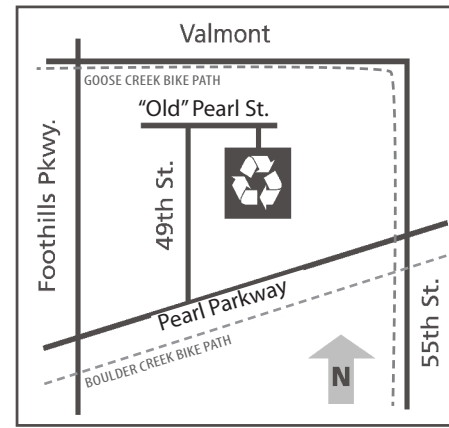 Valmont
GOOSE CREEK BIKE PATH
“Old” Pearl St.
Foothills Pkwy.
49th St.
Pearl Parkway
BOULDER CREEK BIKE PATH
55th St.
N